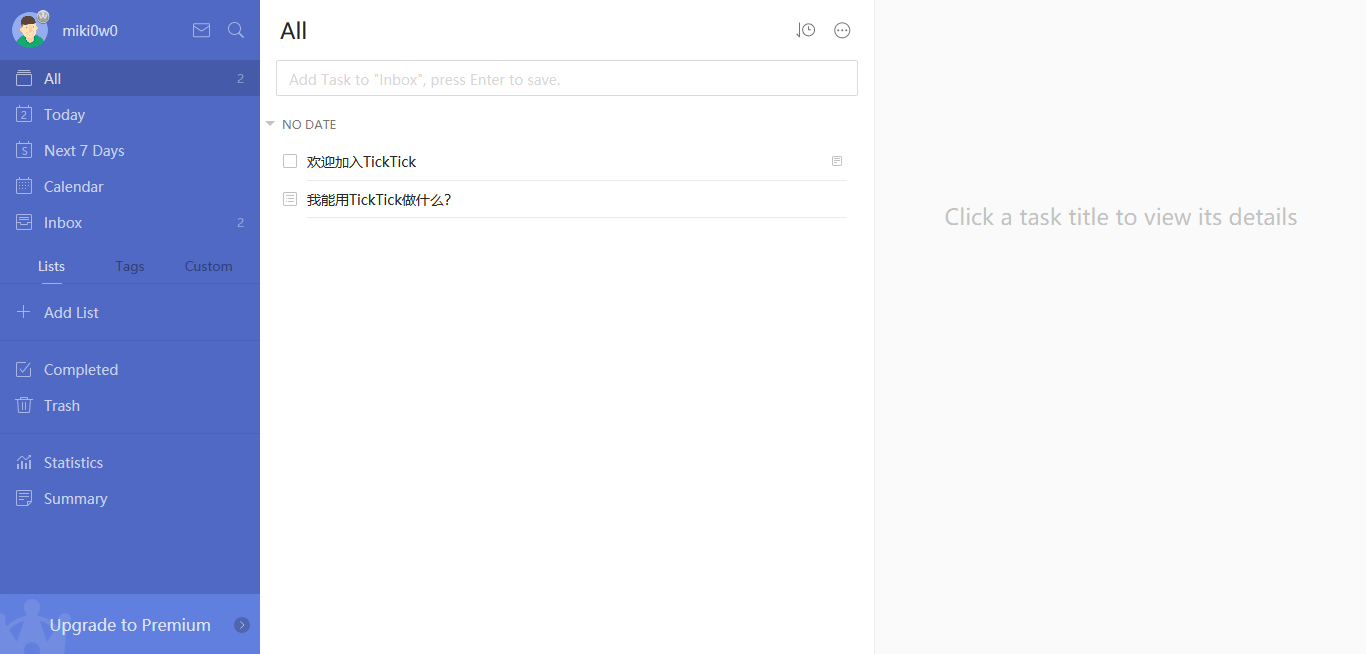 miki0w0
All 2
2 Today
S Next 7 Days
Calendar
Inbox 2
Lists Tags Custom
Add List
Completed
Trash
Statistics
Summary
Upgrade to Premium
All
Add Task to "Inbox", press Enter to save.
NO DATE
欢迎加入TickTick
我能用TickTick做什么?
Click a task title to view its details